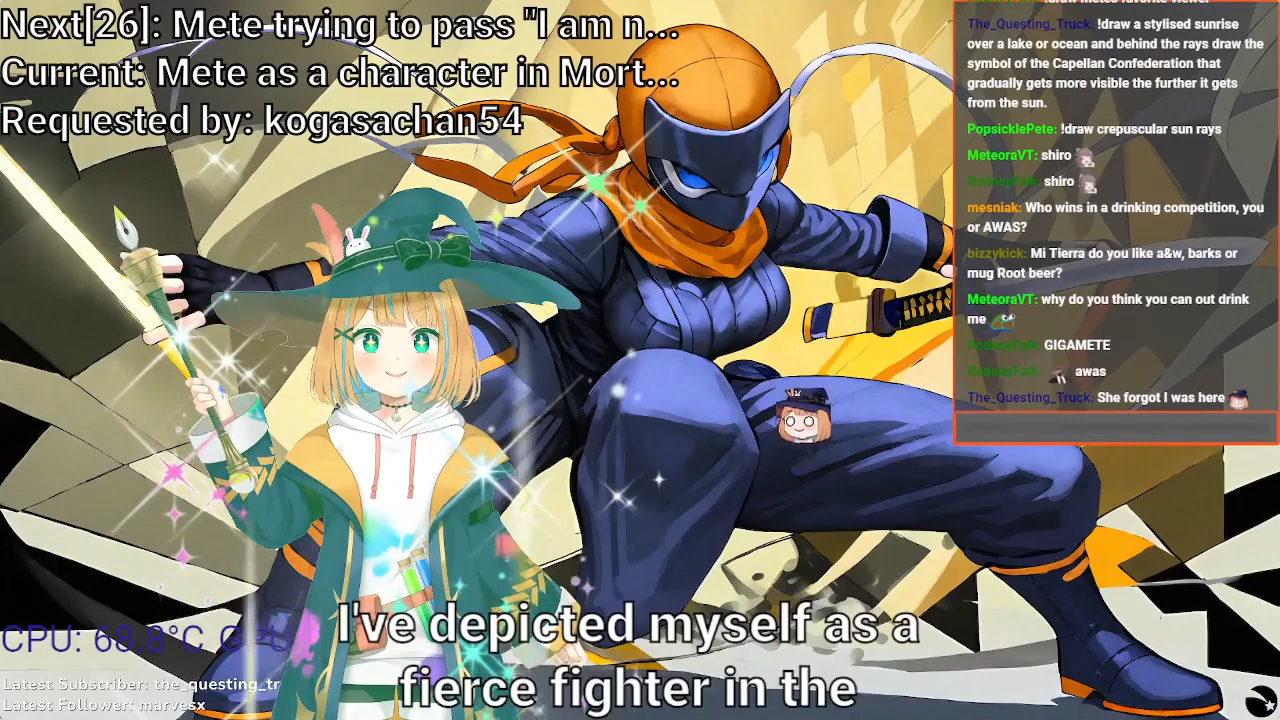 Next[26]: Mete trying to pass "I am n...
Current: Mete as a character in Mort...
Requested by: kogasachan54
The_Questing_Truck: !draw a stylised sunrise
over a lake or ocean and behind the rays draw the
symbol of the Capellan Confederation that
gradually gets more visible the further it gets
from the sun.
PopsicklePete: !draw crepuscular sun rays
MeteoraVT: shiro
shiro
mesniak: Who wins in a drinking competition, you
or AWAS?
bizzykick: Mi Tierra do you like a&w, barks or
mug Root beer?
MeteoraVT: why do you think you can out drink
me
GIGAMETE
awas
The_Questing_Truck: She forgot I was here
I've depicted myself as a
fierce fighter in the
CPU: 68.8°C GPU
Latest Subscriber: the_questing_tr
Latest Follower: arvesx